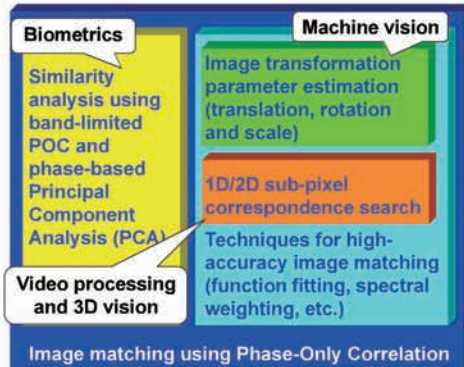 Biometrics
Similarity
analysis using
band-limited
POC and
phase-based
Principal
Component
Analysis (PCA)
Machine vision
Image transformation
parameter estimation
(translation, rotation
and scale)
1D/2D sub-pixel
correspondence search
Video processing
and 3D vision
Techniques for high-
accuracy image matching
(function fitting, spectral
weighting, etc.)
Image matching using Phase-Only Correlation